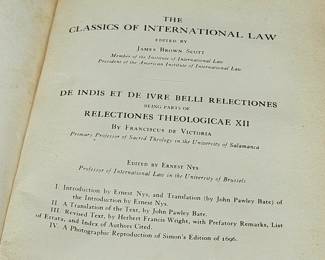 THE
CLASSICS OF INTERNATIONAL LAW
EDITED BY
JAMES BROWN SCOTT
Member of the Institute of International Law
President of the American Institute of International Law
DE INDIS ET DE IVRE BELLI RELECTIONES
BEING PARTS OF
RELECTIONES THEOLOGICAE XII
BY FRANCISCUS DE VICTORIA
Primary Professor of Sacred Theology in the University of Salamanca
EDITED BY ERNEST NYS
Professor of International Law in the University of Brussels
I. Introduction by Ernest Nys, and Translation (by John Pawley Bate) of
the Introduction by Ernest Nys.
II. A Translation of the Text, by John Pawley Bate.
III. Revised Text, by Herbert Francis Wright, with Prefatory Remarks, List
of Errata, and Index of Authors Cited.
IV. A Photographic Reproduction of Simon's Edition of 1696.